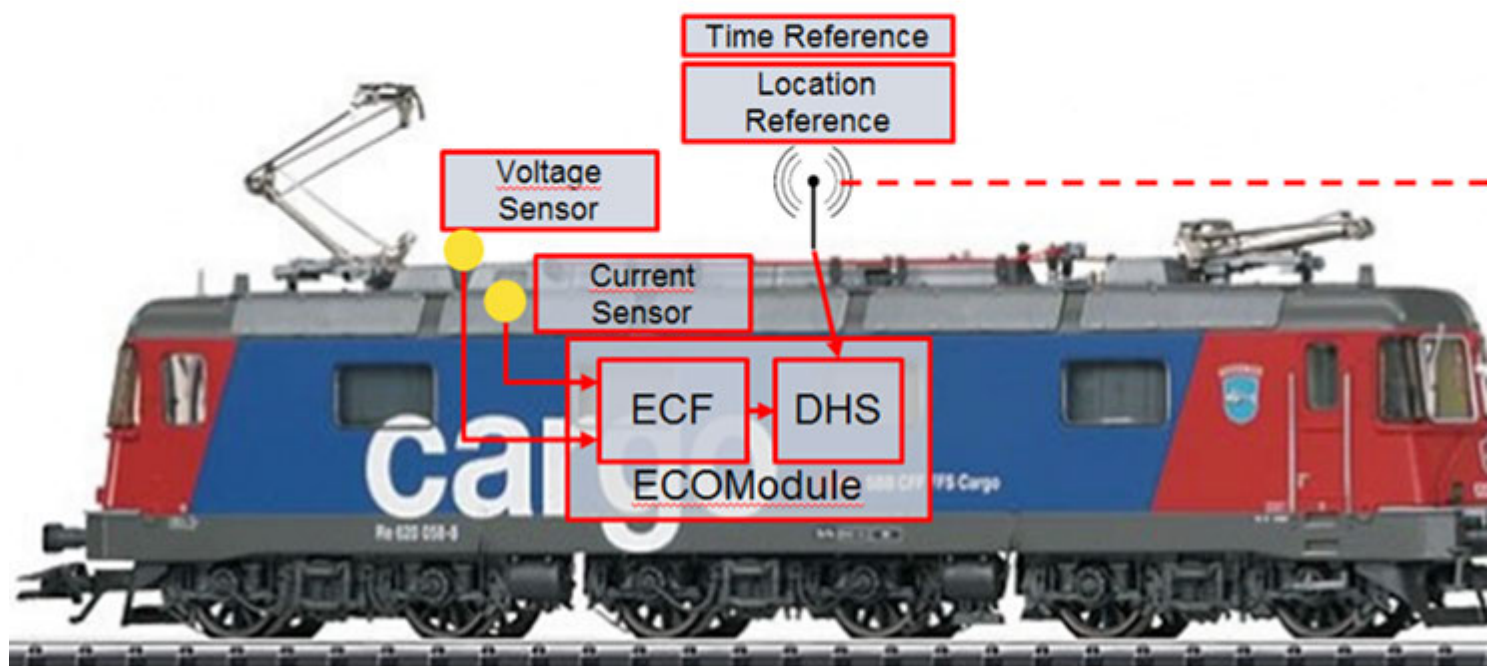 Time Reference
Location
Reference
Voltage
Sensor
Current
Sensor
ECF
DHS
ECOModule
cargo
SBB CFF FFS Cargo
Re 620 058-8